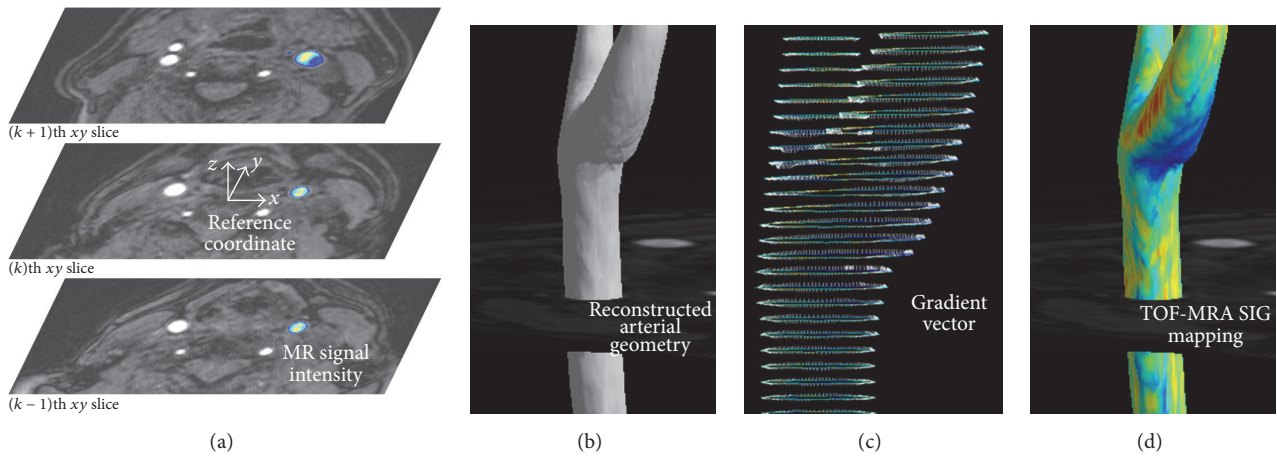 (k + 1)th xy slice
z
y
x
Reference
coordinate
(k)th xy slice
MR signal
intensity
(k − 1)th xy slice
(a)
Reconstructed
arterial
geometry
(b)
Gradient
vector
(c)
TOF-MRA SIG
mapping
(d)